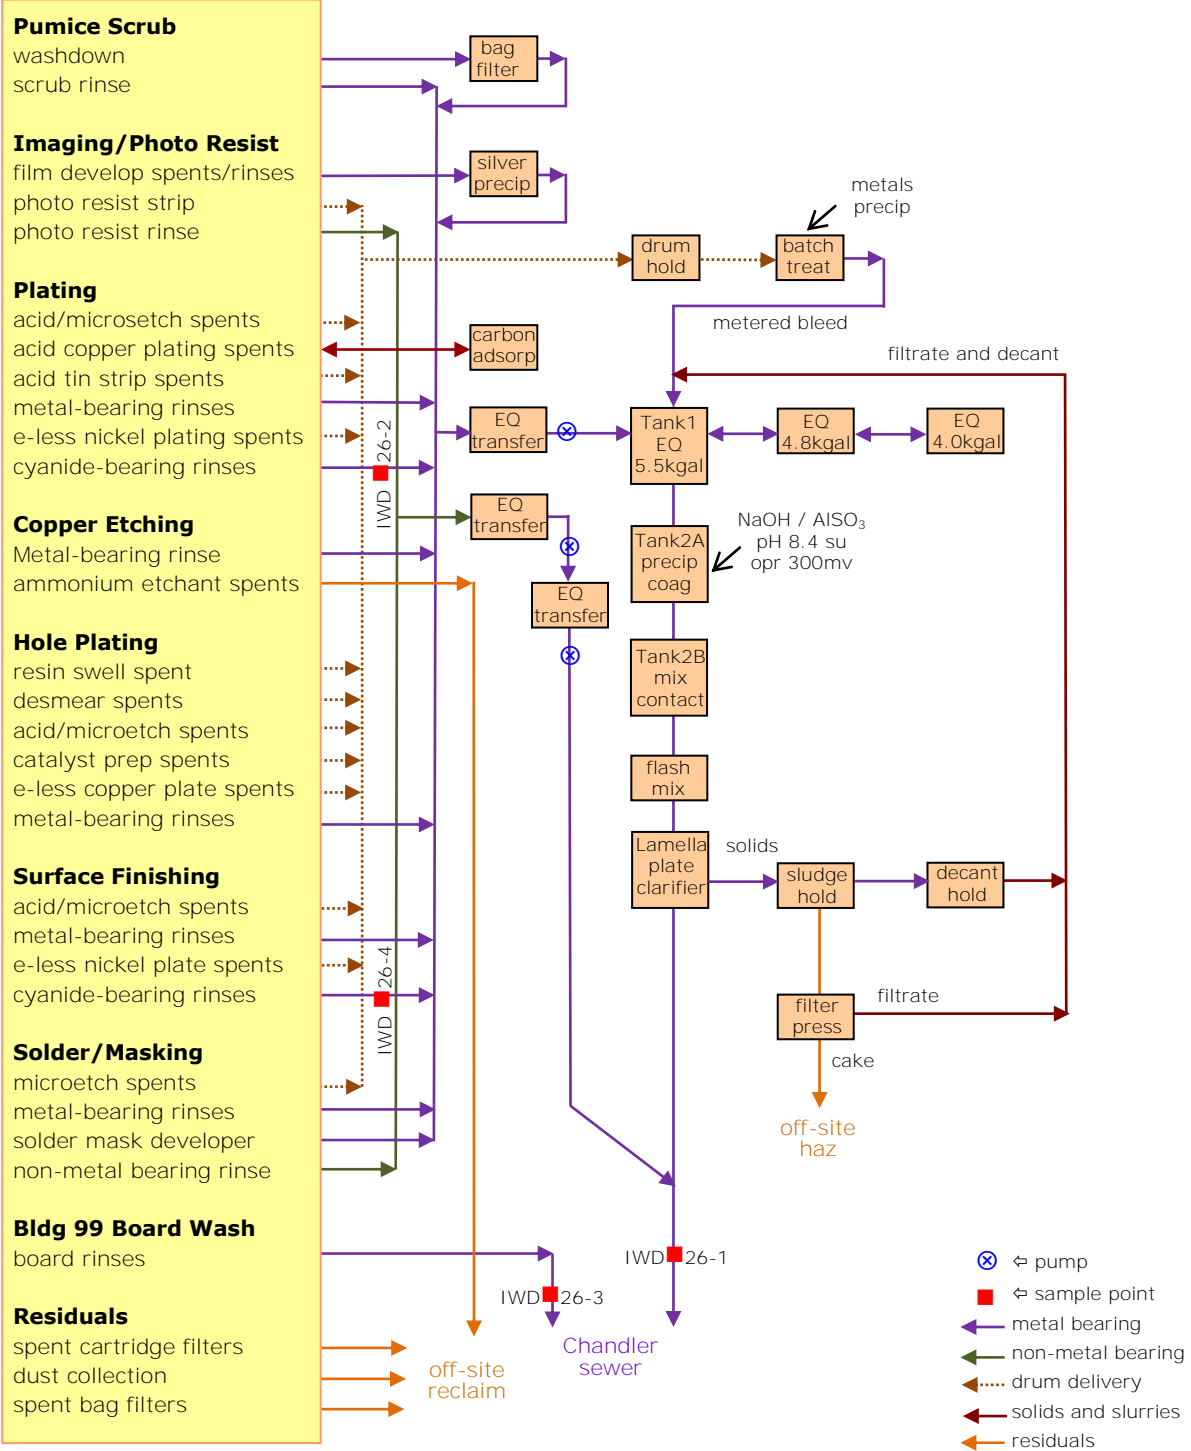 Pumice Scrub
washdown
scrub rinse
Imaging/Photo Resist
film develop spents/rinses
photo resist strip
photo resist rinse
Plating
acid/microsetch spents
acid copper plating spents
acid tin strip spents
metal-bearing rinses
e-less nickel plating spents
cyanide-bearing rinses
Copper Etching
Metal-bearing rinse
ammonium etchant spents
Hole Plating
resin swell spent
desmear spents
acid/microetch spents
catalyst prep spents
e-less copper plate spents
metal-bearing rinses
Surface Finishing
acid/microetch spents
metal-bearing rinses
e-less nickel plate spents
cyanide-bearing rinses
Solder/Masking
microetch spents
metal-bearing rinses
solder mask developer
non-metal bearing rinse
Bldg 99 Board Wash
board rinses
Residuals
spent cartridge filters
dust collection
spent bag filters
bag
filter
silver
precip
metals
precip
drum
hold
batch
treat
metered bleed
carbon
adsorp
filtrate and decant
EQ
transfer
Tank1
EQ
5.5kgal
EQ
4.8kgal
EQ
4.0kgal
IWD 26-2
EQ
transfer
EQ
transfer
Tank2A
precip
coag
NaOH / AlSO3
pH 8.4 su
opr 300mv
Tank2B
mix
contact
flash
mix
Lamella
plate
clarifier
solids
sludge
hold
decant
hold
IWD 26-4
filter
press
filtrate
cake
off-site
haz
IWD 26-1
IWD 26-3
Chandler
sewer
off-site
reclaim
⇦ pump
⇦ sample point
metal bearing
non-metal bearing
drum delivery
solids and slurries
residuals